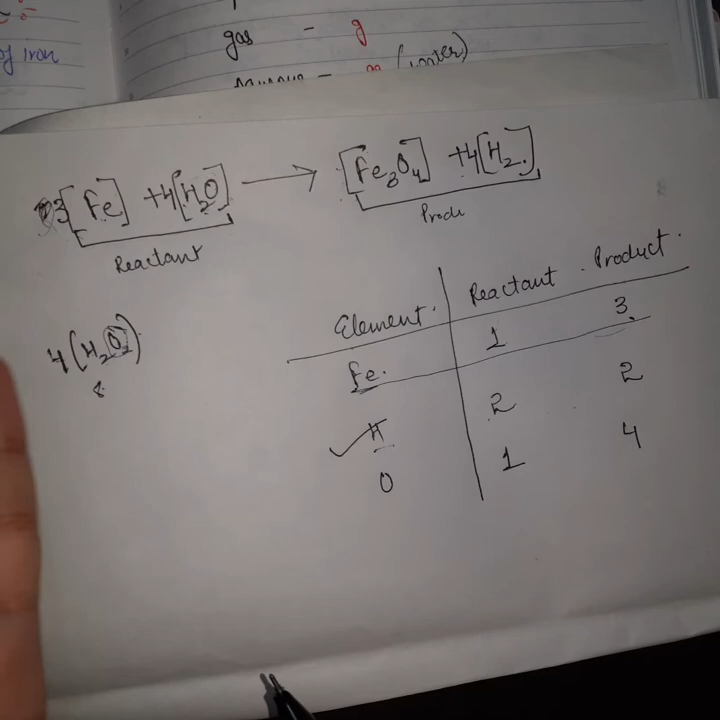 of iron
gas - g
(water)
3[Fe] + 4[H₂O] → [Fe₃O₄] + 4[H₂]
Reactant
Produ
4(H₂O)
8
Element. Reactant . Product .
Fe. 1 3
H 2 2
O 1 4